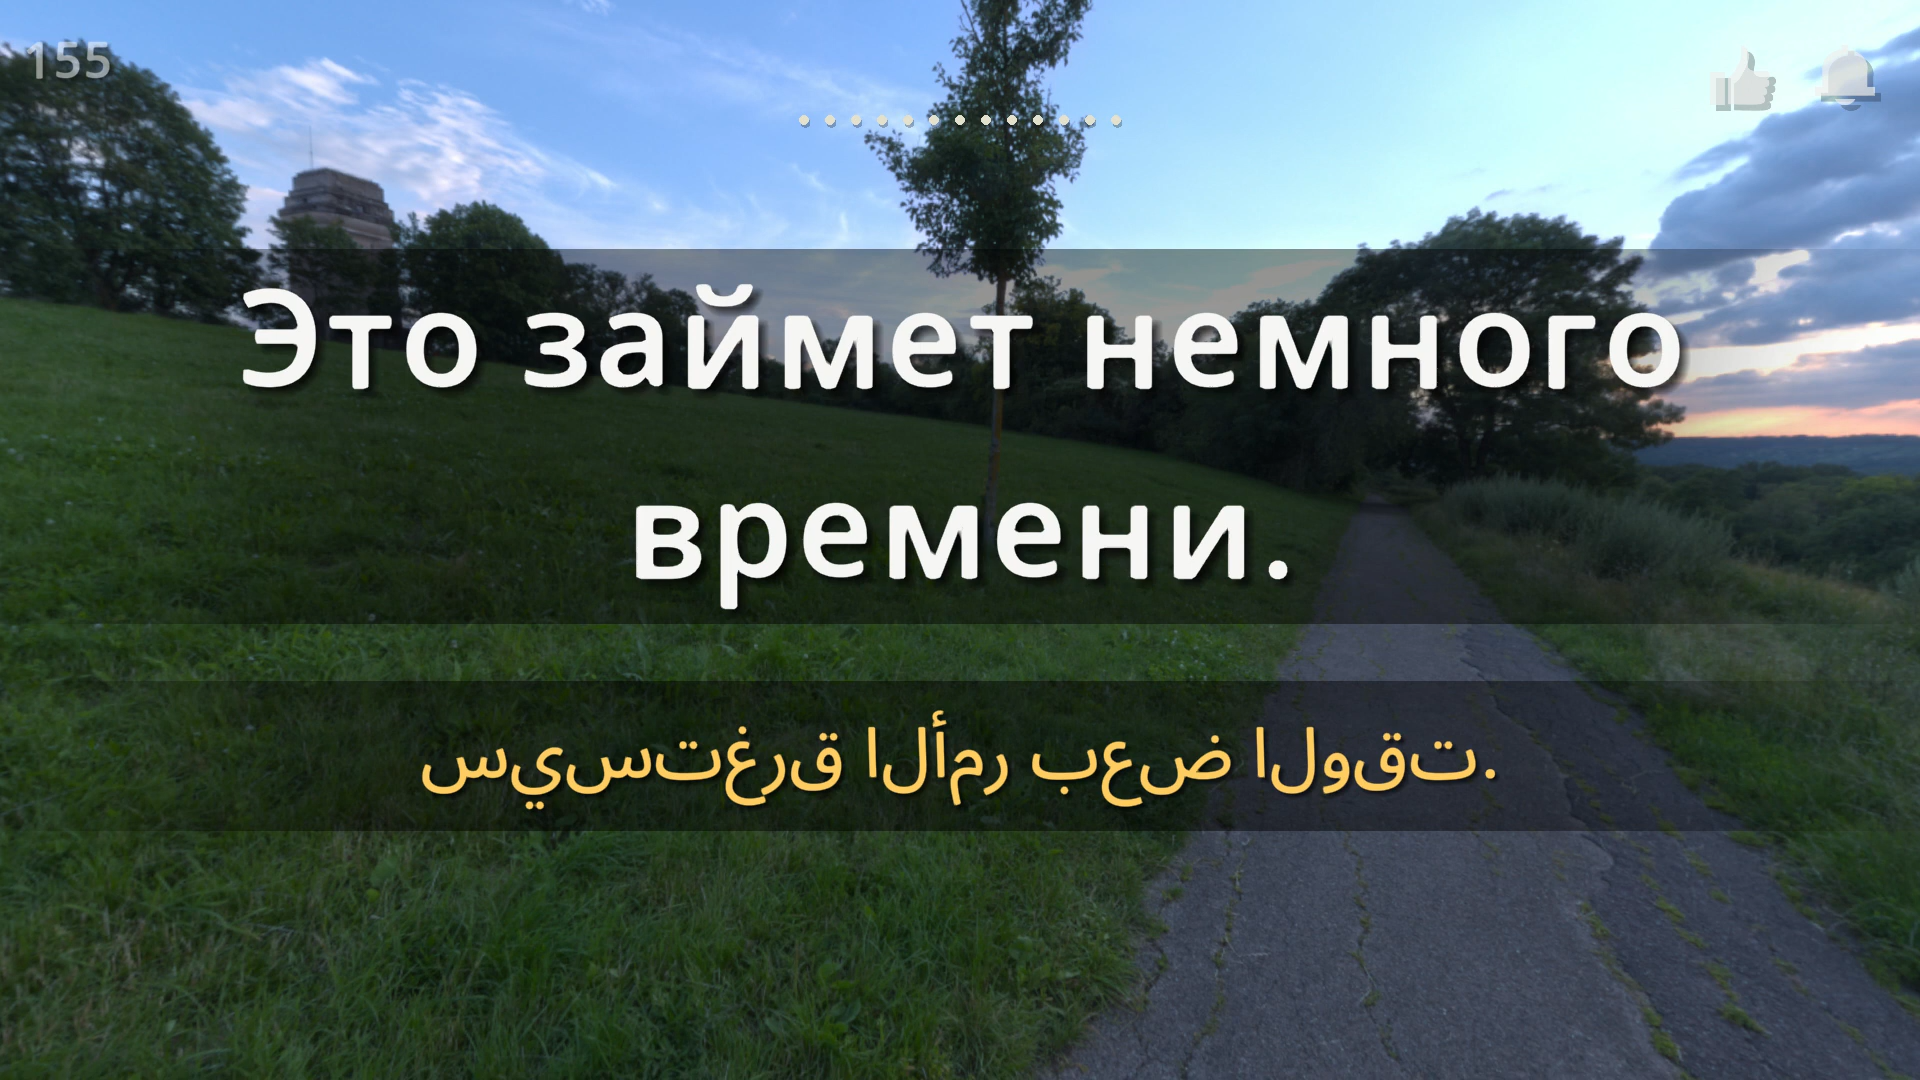 155
Это займет немного
времени.
سيستغرق الأمر بعض الوقت.